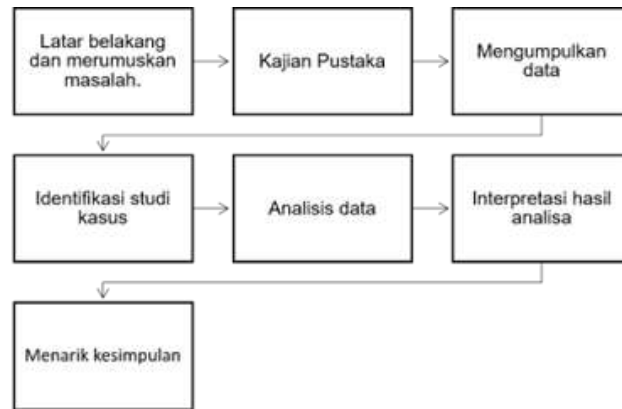 Latar belakang
dan merumuskan
masalah.
Kajian Pustaka
Mengumpulkan
data
Identifikasi studi
kasus
Analisis data
Interpretasi hasil
analisa
Menarik kesimpulan